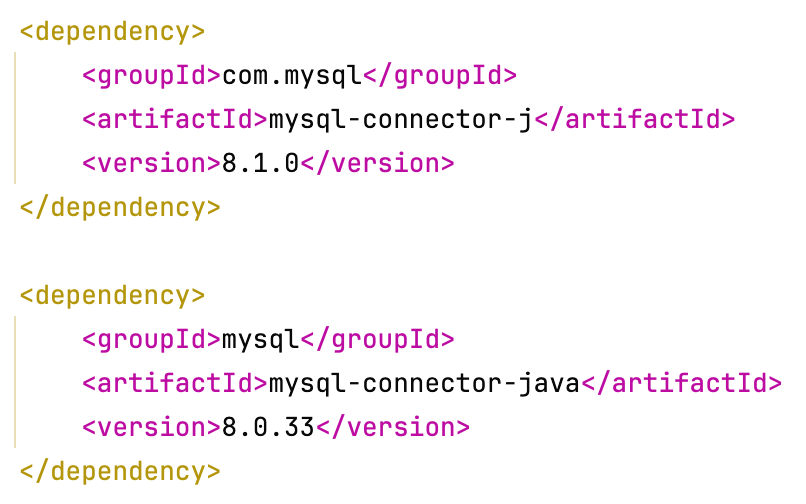 <dependency>
    <groupId>com.mysql</groupId>
    <artifactId>mysql-connector-j</artifactId>
    <version>8.1.0</version>
</dependency>

<dependency>
    <groupId>mysql</groupId>
    <artifactId>mysql-connector-java</artifactId>
    <version>8.0.33</version>
</dependency>